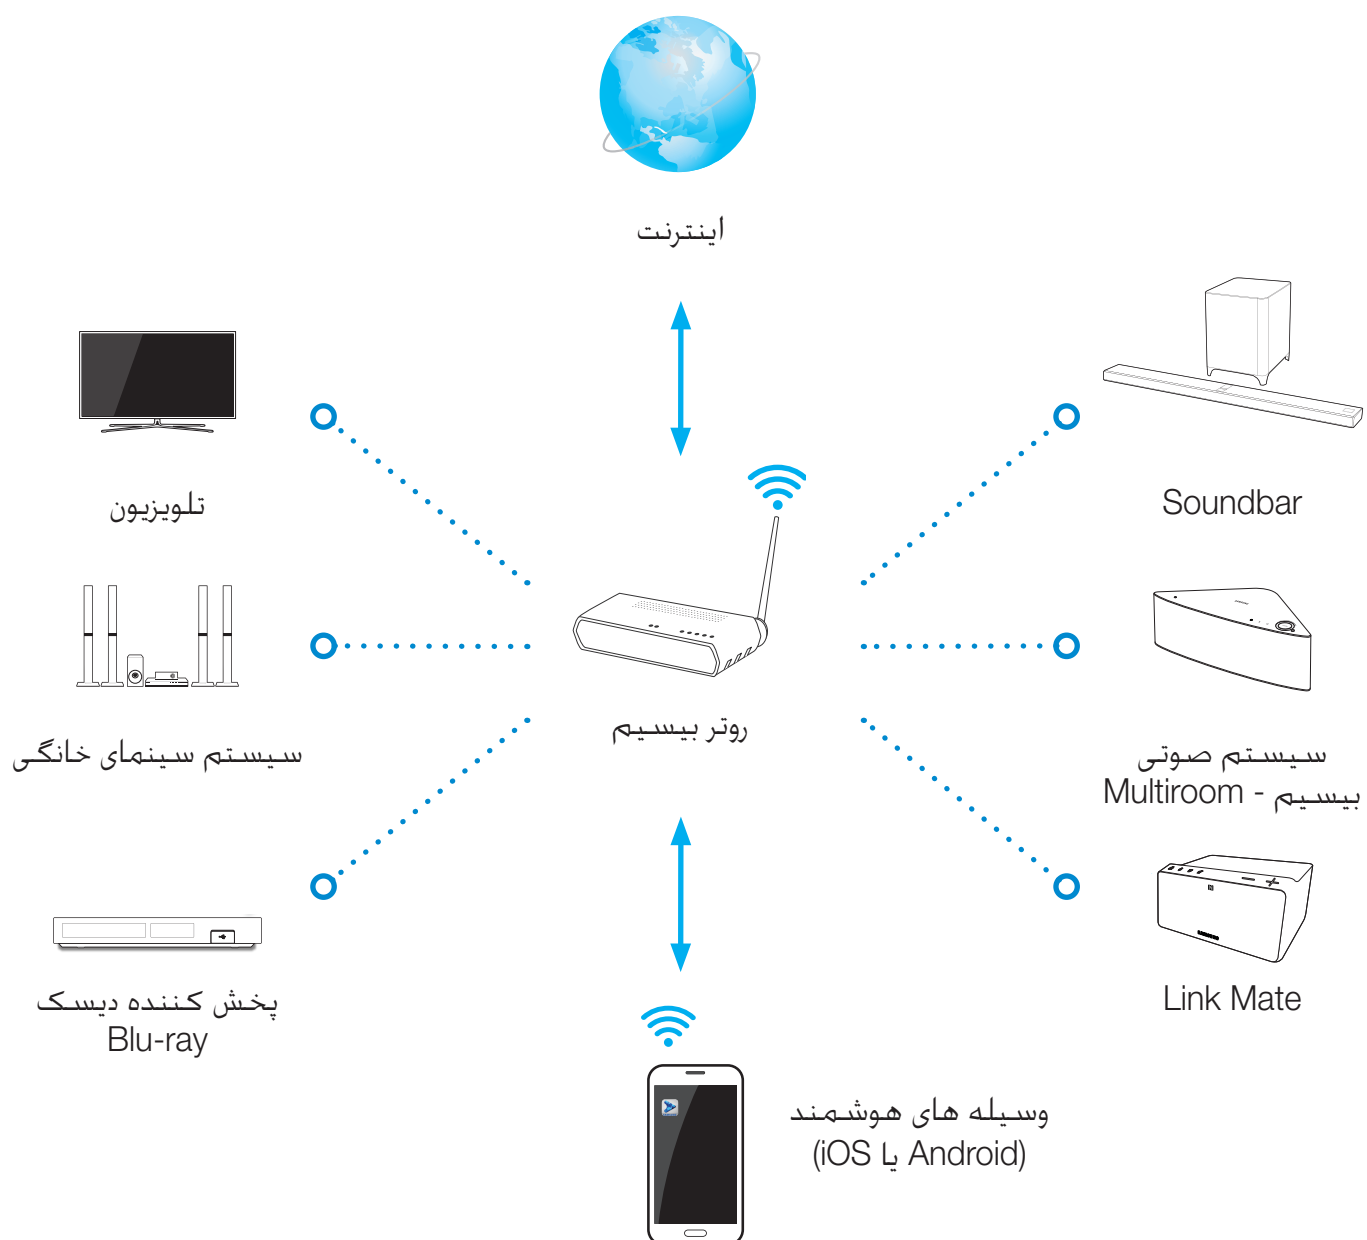 اینترنت
تلویزیون
Soundbar
سیستم سینمای خانگی
روتر بیسیم
سیستم صوتی
بیسیم - Multiroom
پخش کننده دیسک
Blu-ray
Link Mate
وسیله های هوشمند
(Android یا iOS)